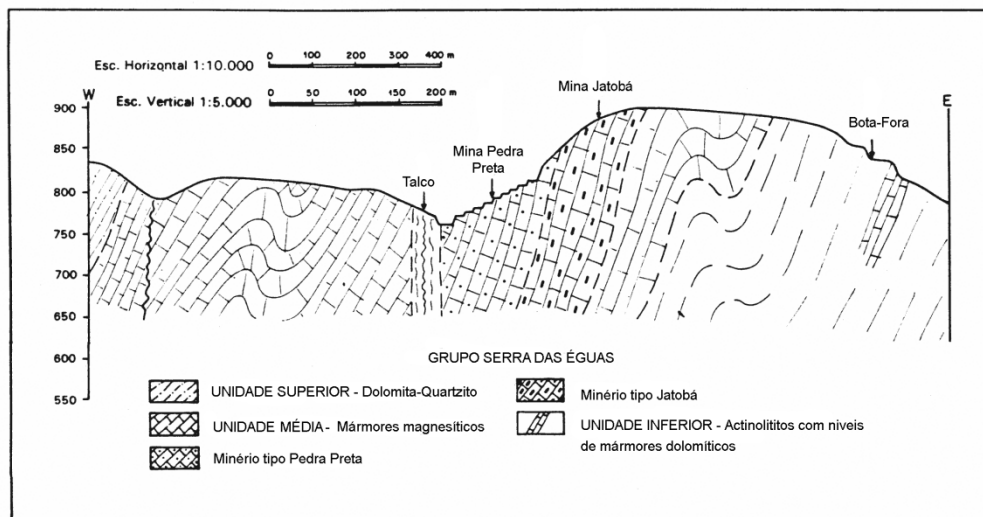 Esc. Horizontal 1:10.000
0 100 200 300 400 m
Esc. Vertical 1:5.000
0 50 100 150 200 m
W
E
900
850
800
750
700
650
600
550
Talco
Mina Pedra
Preta
Mina Jatobá
Bota-Fora
GRUPO SERRA DAS ÉGUAS
UNIDADE SUPERIOR - Dolomita-Quartzito
UNIDADE MÉDIA - Mármores magnesíticos
Minério tipo Pedra Preta
Minério tipo Jatobá
UNIDADE INFERIOR - Actinolititos com niveis
de mármores dolomíticos